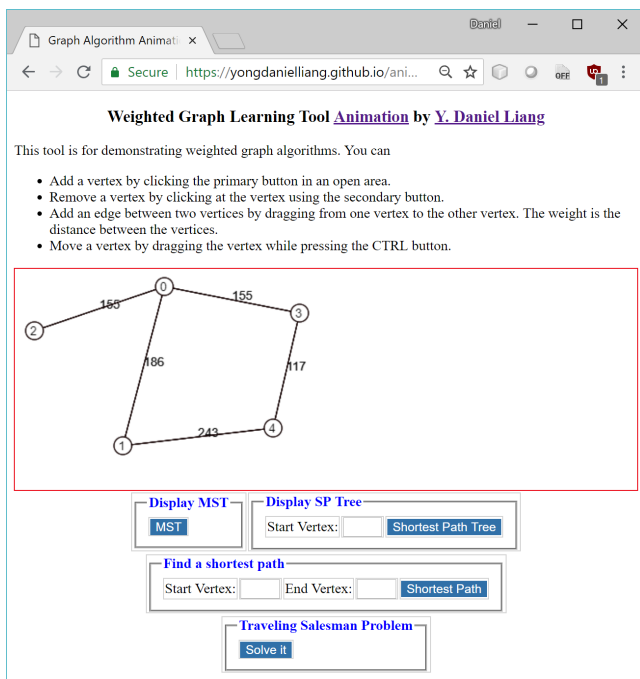 Daniel
Graph Algorithm Animati
Secure https://yongdanielliang.github.io/ani...
OFF
1
Weighted Graph Learning Tool Animation by Y. Daniel Liang
This tool is for demonstrating weighted graph algorithms. You can
• Add a vertex by clicking the primary button in an open area.
• Remove a vertex by clicking at the vertex using the secondary button.
• Add an edge between two vertices by dragging from one vertex to the other vertex. The weight is the
distance between the vertices.
• Move a vertex by dragging the vertex while pressing the CTRL button.
0
155
155
3
2
186
117
243
4
1
Display MST
Display SP Tree
MST
Start Vertex: Shortest Path Tree
Find a shortest path
Start Vertex: End Vertex: Shortest Path
Traveling Salesman Problem
Solve it